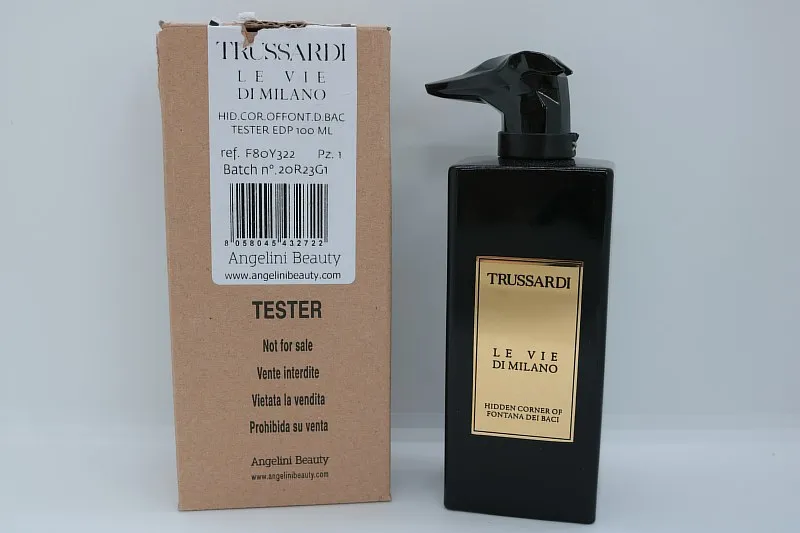 TRUSSARDI
LE VIE
DI MILANO
HID.COR.OFFONT.D.BAC
TESTER EDP 100 ML
ref. F80Y322 Pz. 1
Batch n°. 20R23G1
8 058045 432722
Angelini Beauty
www.angelinibeauty.com
TESTER
Not for sale
Vente interdite
Vietata la vendita
Prohibida su venta
Angelini Beauty
www.angelinibeauty.com
TRUSSARDI
LE VIE
DI MILANO
HIDDEN CORNER OF
FONTANA DEI BACI